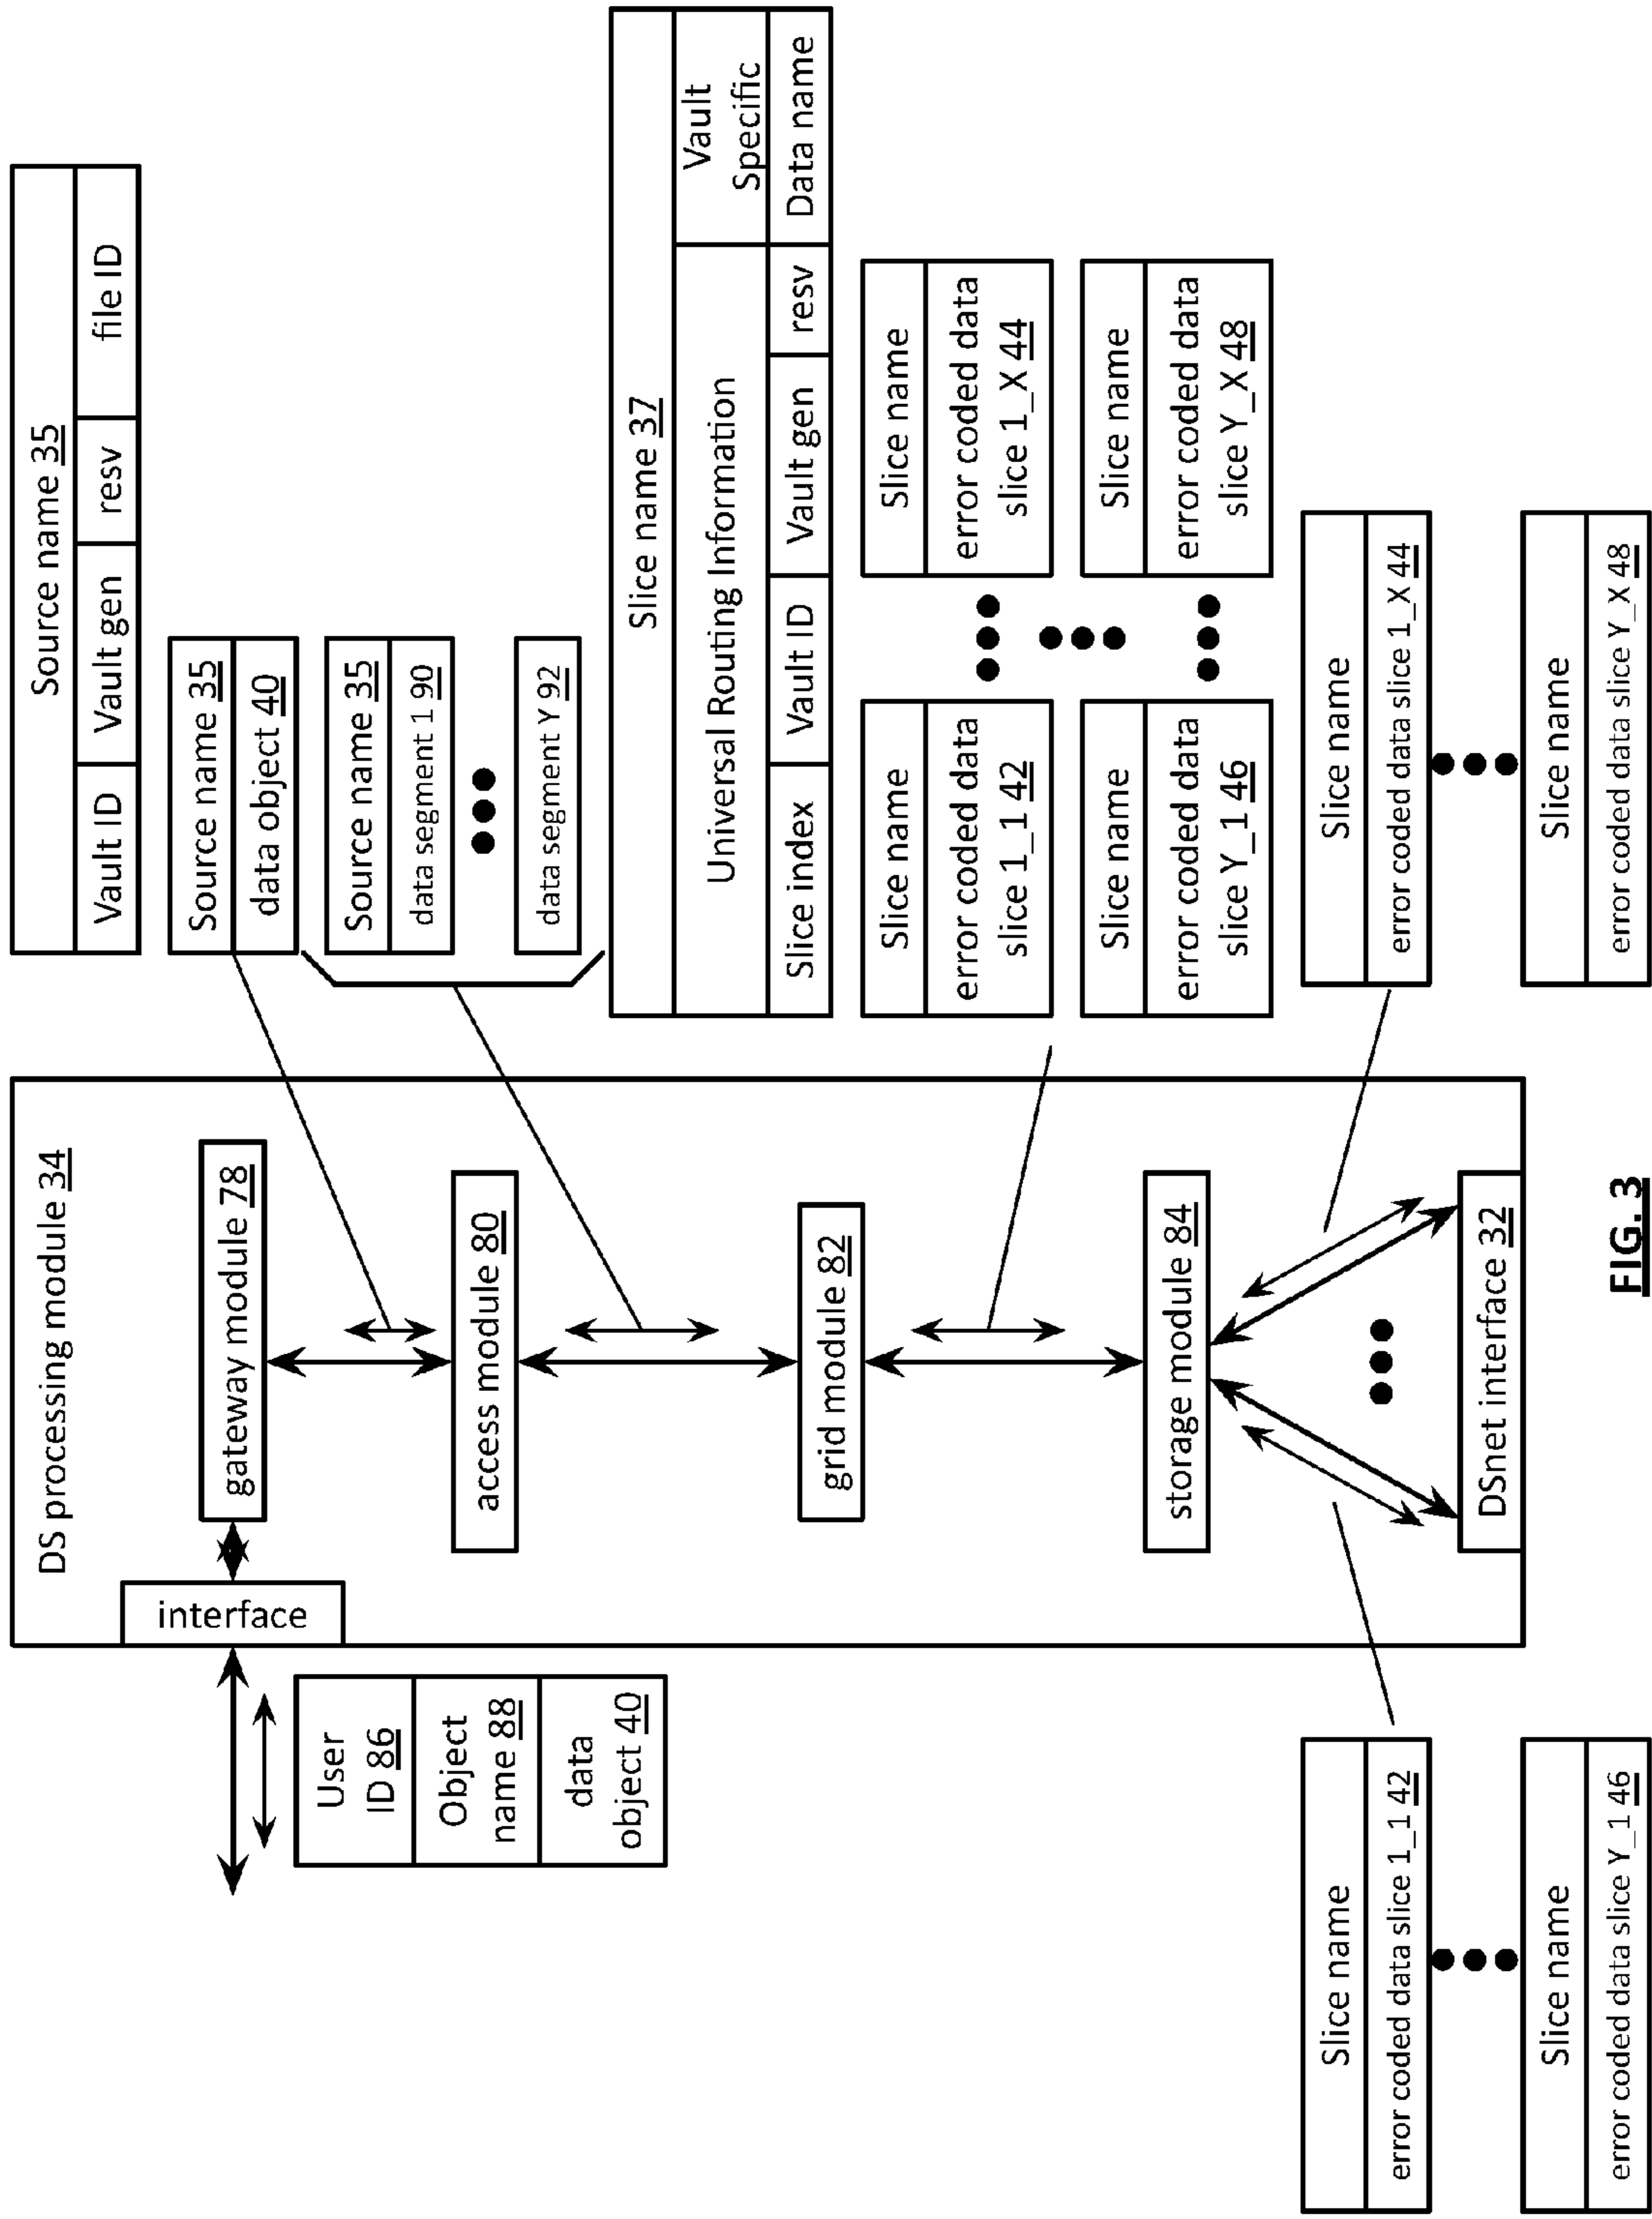 DS processing module 34
interface
gateway module 78
access module 80
grid module 82
storage module 84
DSnet interface 32
User
ID 86
Object
name 88
data
object 40
Source name 35
Vault ID
Vault gen
resv
file ID
Source name 35
data object 40
Source name 35
data segment 1 90
data segment Y 92
Slice name 37
Universal Routing Information
Vault
Specific
Slice index
Vault ID
Vault gen
resv
Data name
Slice name
error coded data
slice 1_1 42
Slice name
error coded data
slice 1_X 44
Slice name
error coded data
slice Y_1 46
Slice name
error coded data
slice Y_X 48
Slice name
error coded data slice 1_1 42
Slice name
error coded data slice Y_1 46
Slice name
error coded data slice 1_X 44
Slice name
error coded data slice Y_X 48
FIG. 3